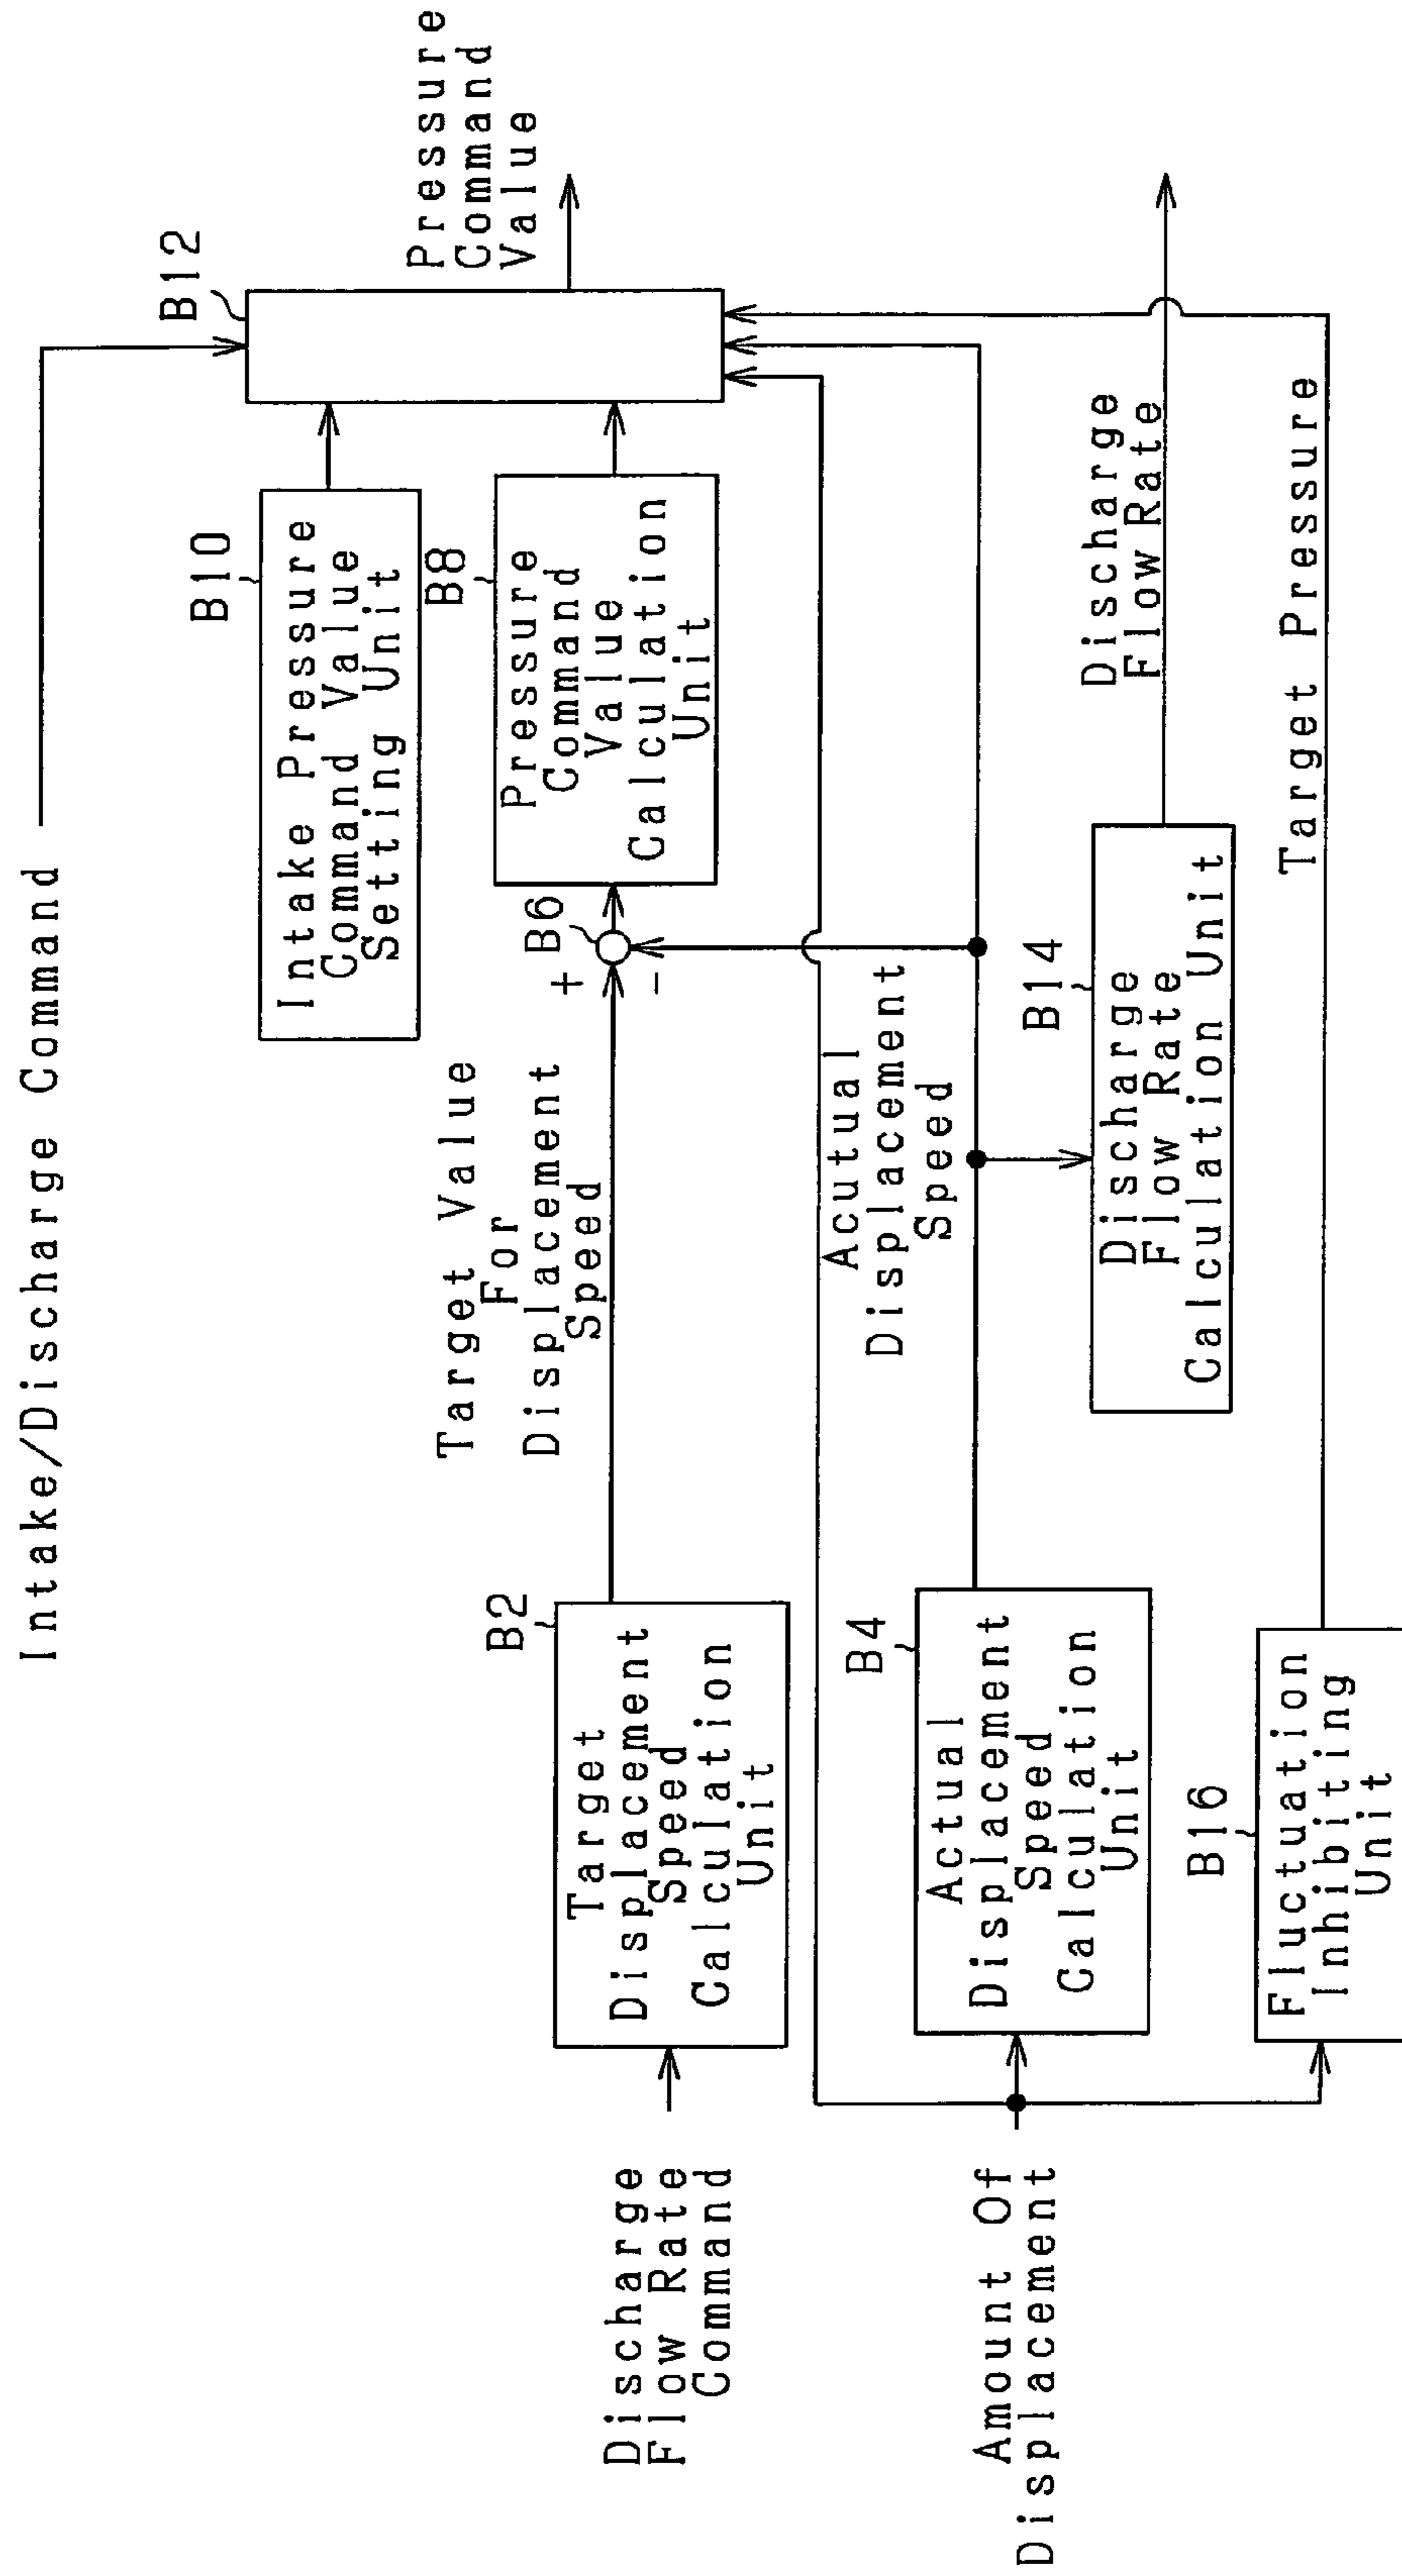 Intake/Discharge Command
B12
Pressure
Command
Value
B10
Intake Pressure
Command Value
Setting Unit
B8
Pressure
Command
Value
Calculation
Unit
B6
+
−
Target Value
For
Displacement
Speed
B2
Target
Displacement
Speed
Calculation
Unit
Discharge
Flow Rate
Command
Acutual
Displacement
Speed
B4
Actual
Displacement
Speed
Calculation
Unit
Amount Of
Displacement
B14
Discharge
Flow Rate
Calculation Unit
Discharge
Flow Rate
B16
Fluctuation
Inhibiting
Unit
Target Pressure